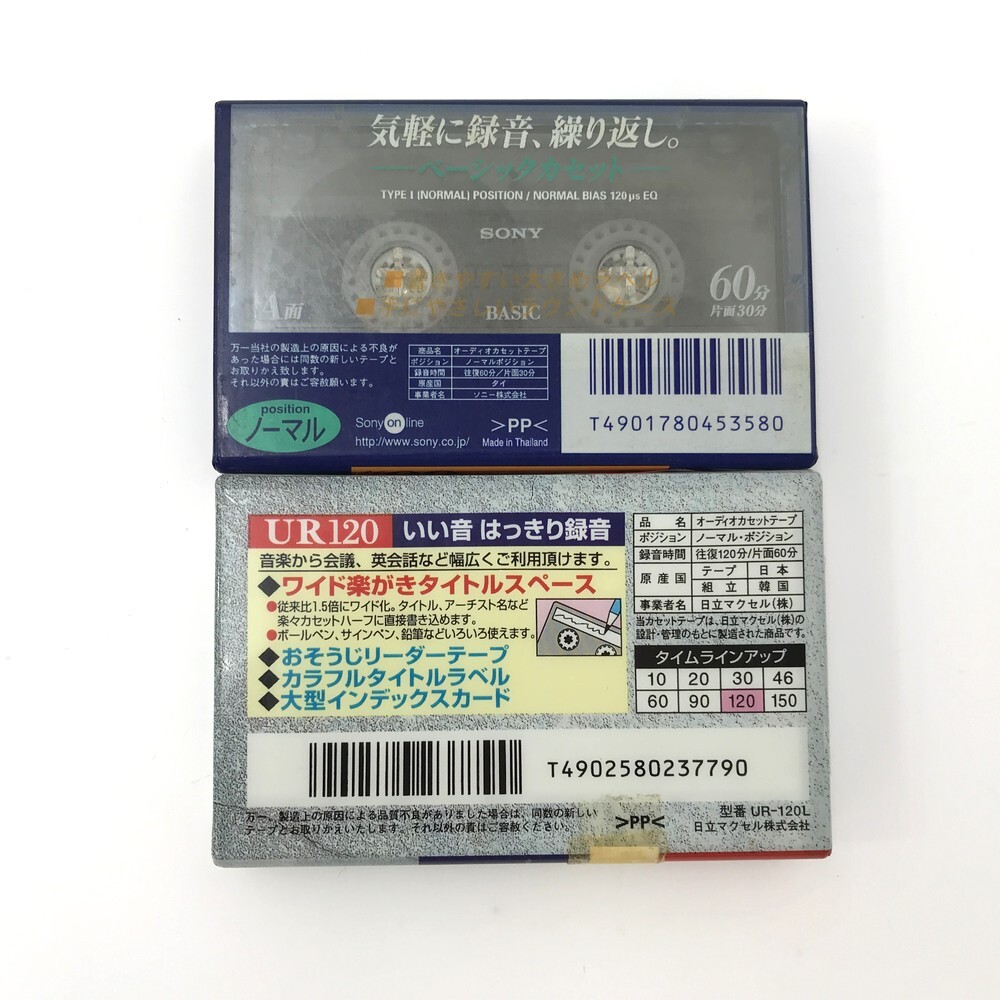 気軽に録音、繰り返し。
ベーシックカセット
TYPE I (NORMAL) POSITION / NORMAL BIAS 120μs EQ
SONY
A面
BASIC
60分
片面30分
万一当社の製造上の原因による不良が
あった場合には同数の新しいテープと
お取りかえ致します。
それ以外の責はご容赦願います。
商品名 オーディオカセットテープ
ポジション ノーマルポジション
録音時間 往復60分/片面30分
原産国 タイ
事業者名 ソニー株式会社
position
ノーマル
Sony on line
http://www.sony.co.jp/
>PP<
Made in Thailand
T4901780453580
UR120 いい音 はっきり録音
音楽から会議、英会話など幅広くご利用頂けます。
◆ワイド楽がきタイトルスペース
●従来比1.5倍にワイド化。タイトル、アーチスト名など
楽々カセットハーフに直接書き込めます。
●ボールペン、サインペン、鉛筆などいろいろ使えます。
◆おそうじリーダーテープ
◆カラフルタイトルラベル
◆大型インデックスカード
品名 オーディオカセットテープ
ポジション ノーマル・ポジション
録音時間 往復120分/片面60分
原産国 テープ 日本
組立 韓国
事業者名 日立マクセル(株)
当カセットテープは、日立マクセル(株)の
設計・管理のもとに製造された商品です。
タイムラインアップ
10 20 30 46
60 90 120 150
T4902580237790
万一、製造上の原因による品質不良がありました場合は、同数の新しい
テープとお取りかえいたします。それ以外の責はご容赦ください。
>PP<
型番 UR-120L
日立マクセル株式会社